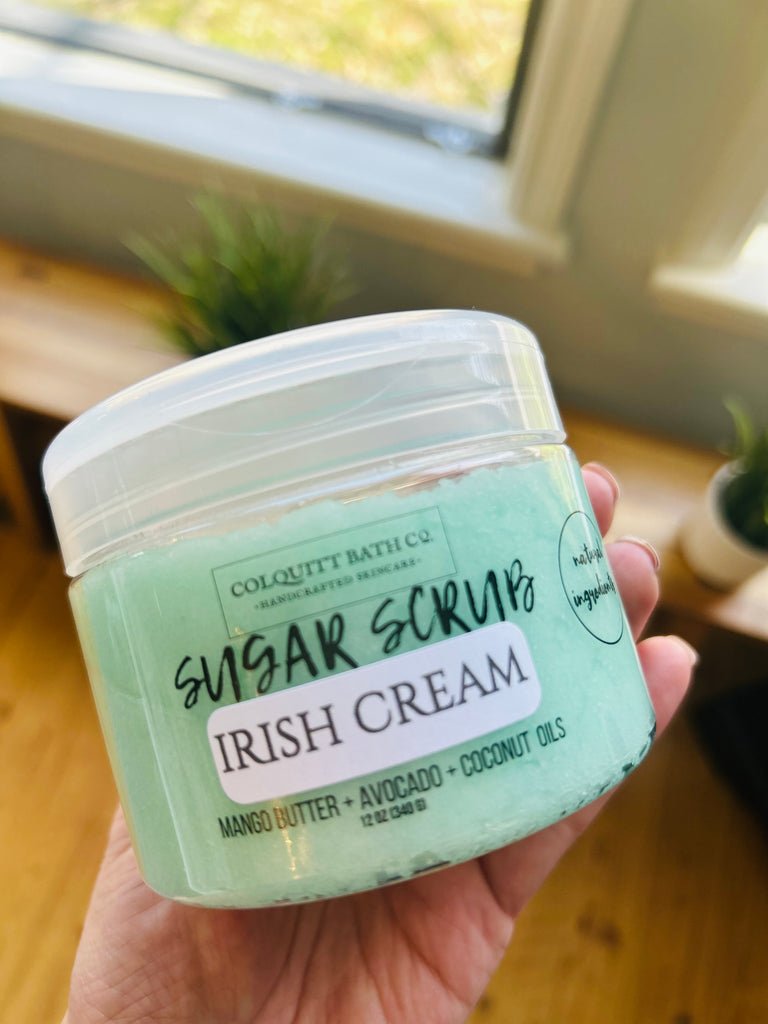 COLQUITT BATH CO.
•HANDCRAFTED SKINCARE•
SUGAR SCRUB
IRISH CREAM
MANGO BUTTER + AVOCADO + COCONUT OILS
12 OZ (340 G)
natural
ingredients